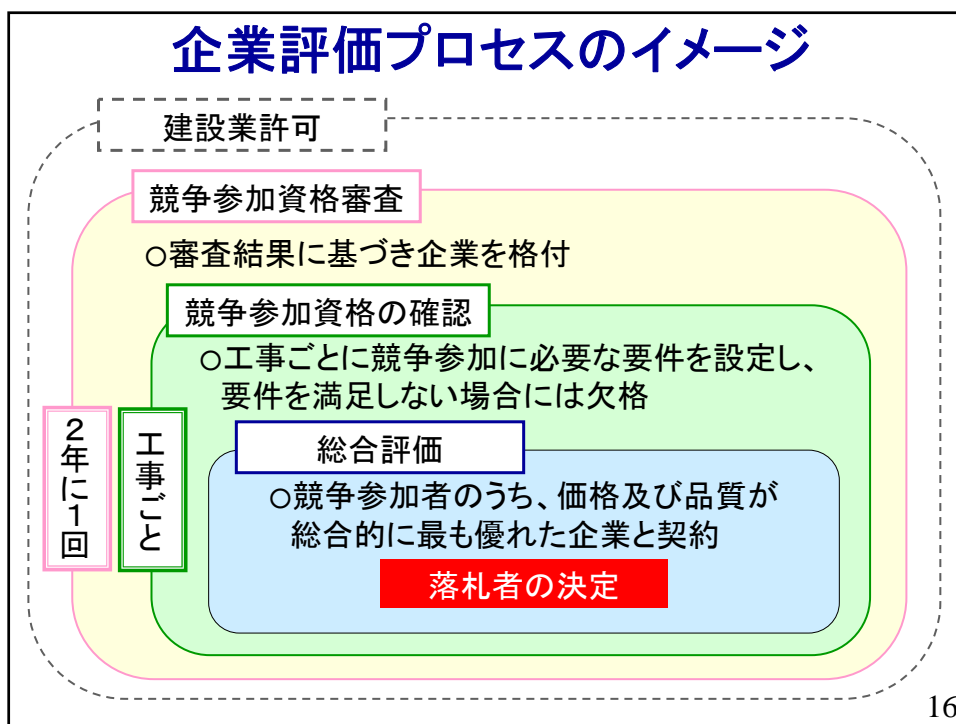 企業評価プロセスのイメージ
建設業許可
競争参加資格審査
○審査結果に基づき企業を格付
競争参加資格の確認
○工事ごとに競争参加に必要な要件を設定し、
要件を満足しない場合には欠格
２年に１回
工事ごと
総合評価
○競争参加者のうち、価格及び品質が
総合的に最も優れた企業と契約
落札者の決定
16